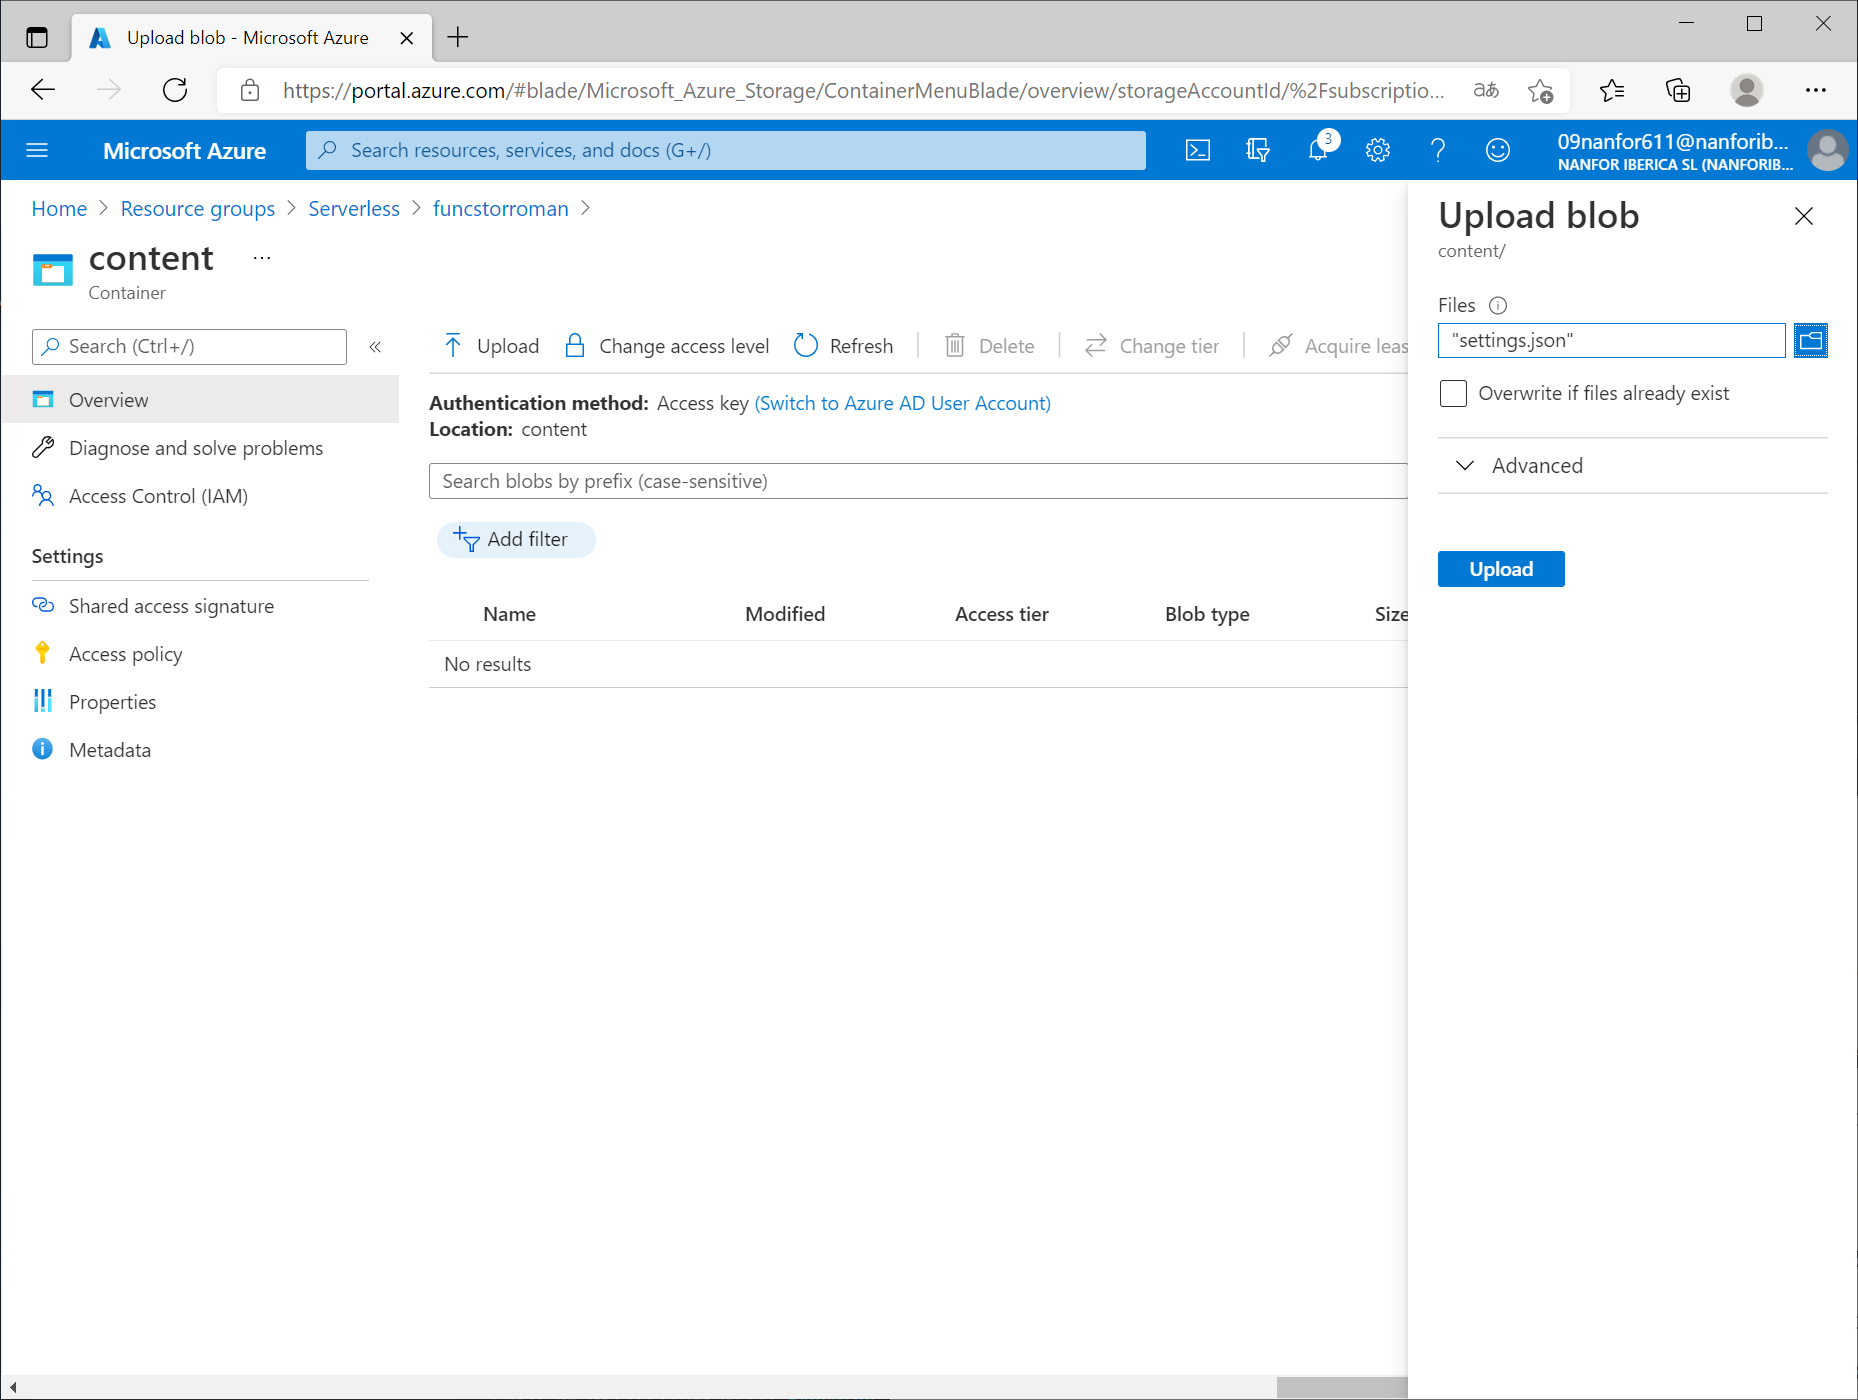 Upload blob - Microsoft Azure
https://portal.azure.com/#blade/Microsoft_Azure_Storage/ContainerMenuBlade/overview/storageAccountId/%2Fsubscriptio...
aあ
Microsoft Azure
Search resources, services, and docs (G+/)
3
09nanfor611@nanforib...
NANFOR IBERICA SL (NANFORIB...
Home > Resource groups > Serverless > funcstorroman >
content ...
Container
Search (Ctrl+/)
«
Overview
Diagnose and solve problems
Access Control (IAM)
Settings
Shared access signature
Access policy
Properties
Metadata
Upload
Change access level
Refresh
Delete
Change tier
Acquire leas
Authentication method: Access key (Switch to Azure AD User Account)
Location: content
Search blobs by prefix (case-sensitive)
Add filter
Name Modified Access tier Blob type Size
No results
Upload blob
content/
Files
"settings.json"
Overwrite if files already exist
Advanced
Upload